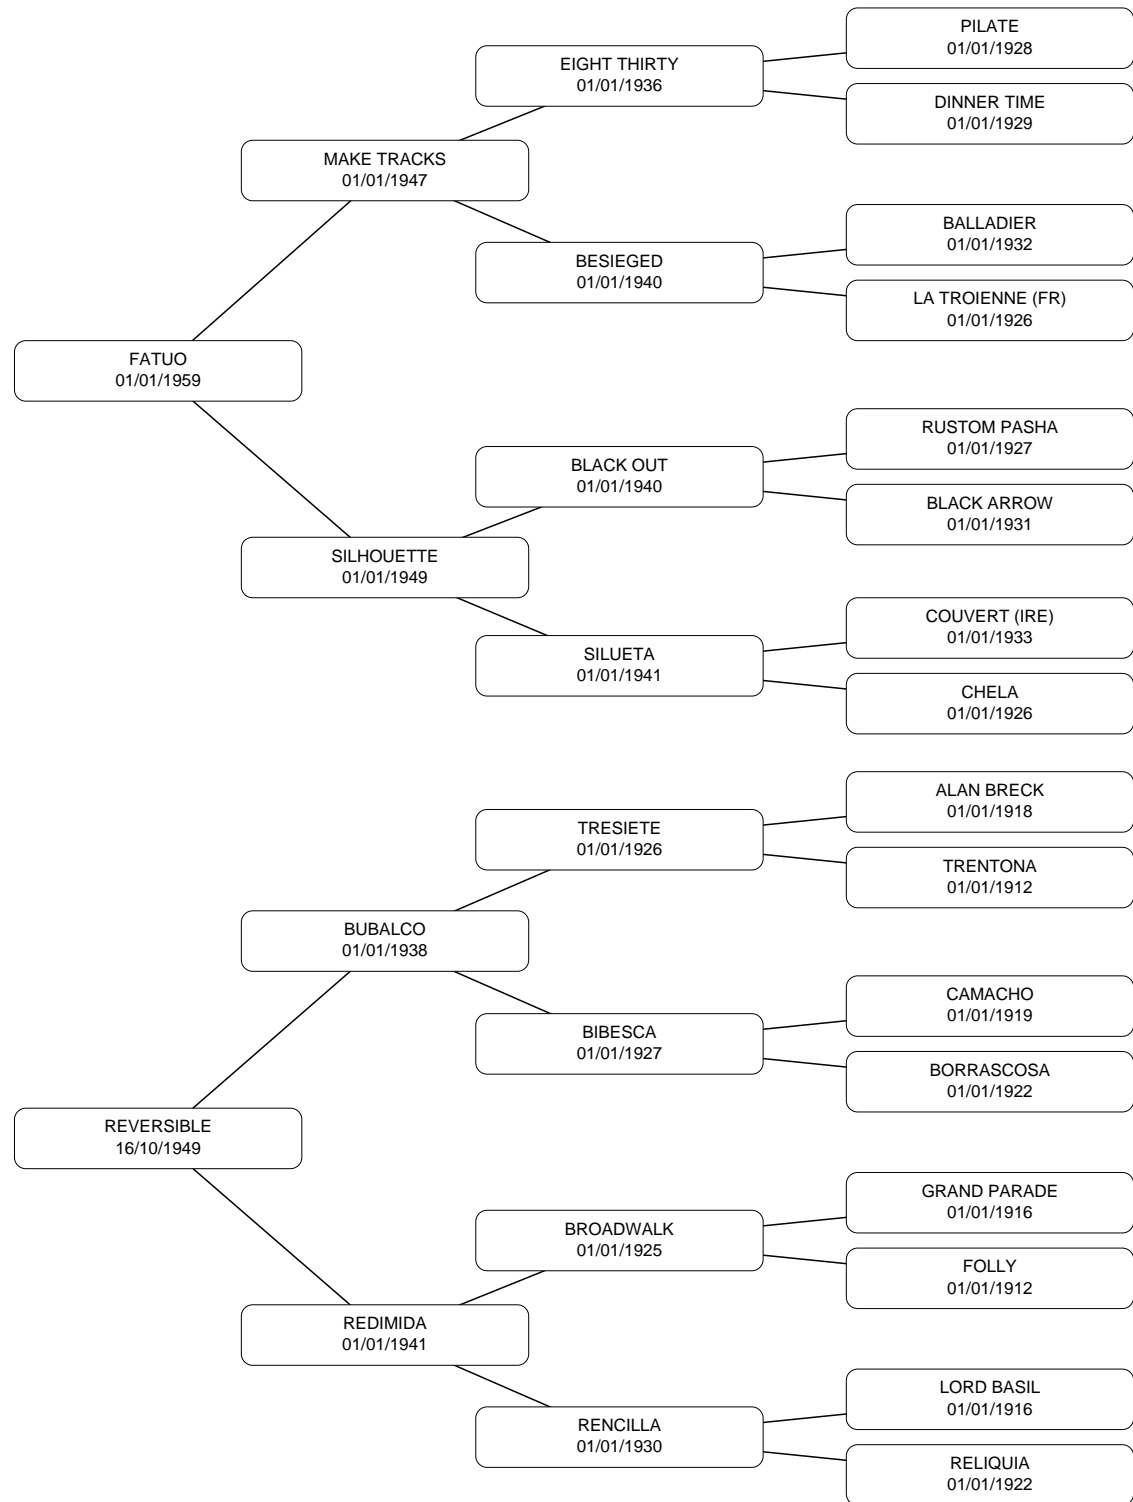 PILATE
01/01/1928
EIGHT THIRTY
01/01/1936
DINNER TIME
01/01/1929
MAKE TRACKS
01/01/1947
BALLADIER
01/01/1932
BESIEGED
01/01/1940
LA TROIENNE (FR)
01/01/1926
FATUO
01/01/1959
RUSTOM PASHA
01/01/1927
BLACK OUT
01/01/1940
BLACK ARROW
01/01/1931
SILHOUETTE
01/01/1949
COUVERT (IRE)
01/01/1933
SILUETA
01/01/1941
CHELA
01/01/1926
ALAN BRECK
01/01/1918
TRESIETE
01/01/1926
TRENTONA
01/01/1912
BUBALCO
01/01/1938
CAMACHO
01/01/1919
BIBESCA
01/01/1927
BORRASCOSA
01/01/1922
REVERSIBLE
16/10/1949
GRAND PARADE
01/01/1916
BROADWALK
01/01/1925
FOLLY
01/01/1912
REDIMIDA
01/01/1941
LORD BASIL
01/01/1916
RENCILLA
01/01/1930
RELIQUIA
01/01/1922